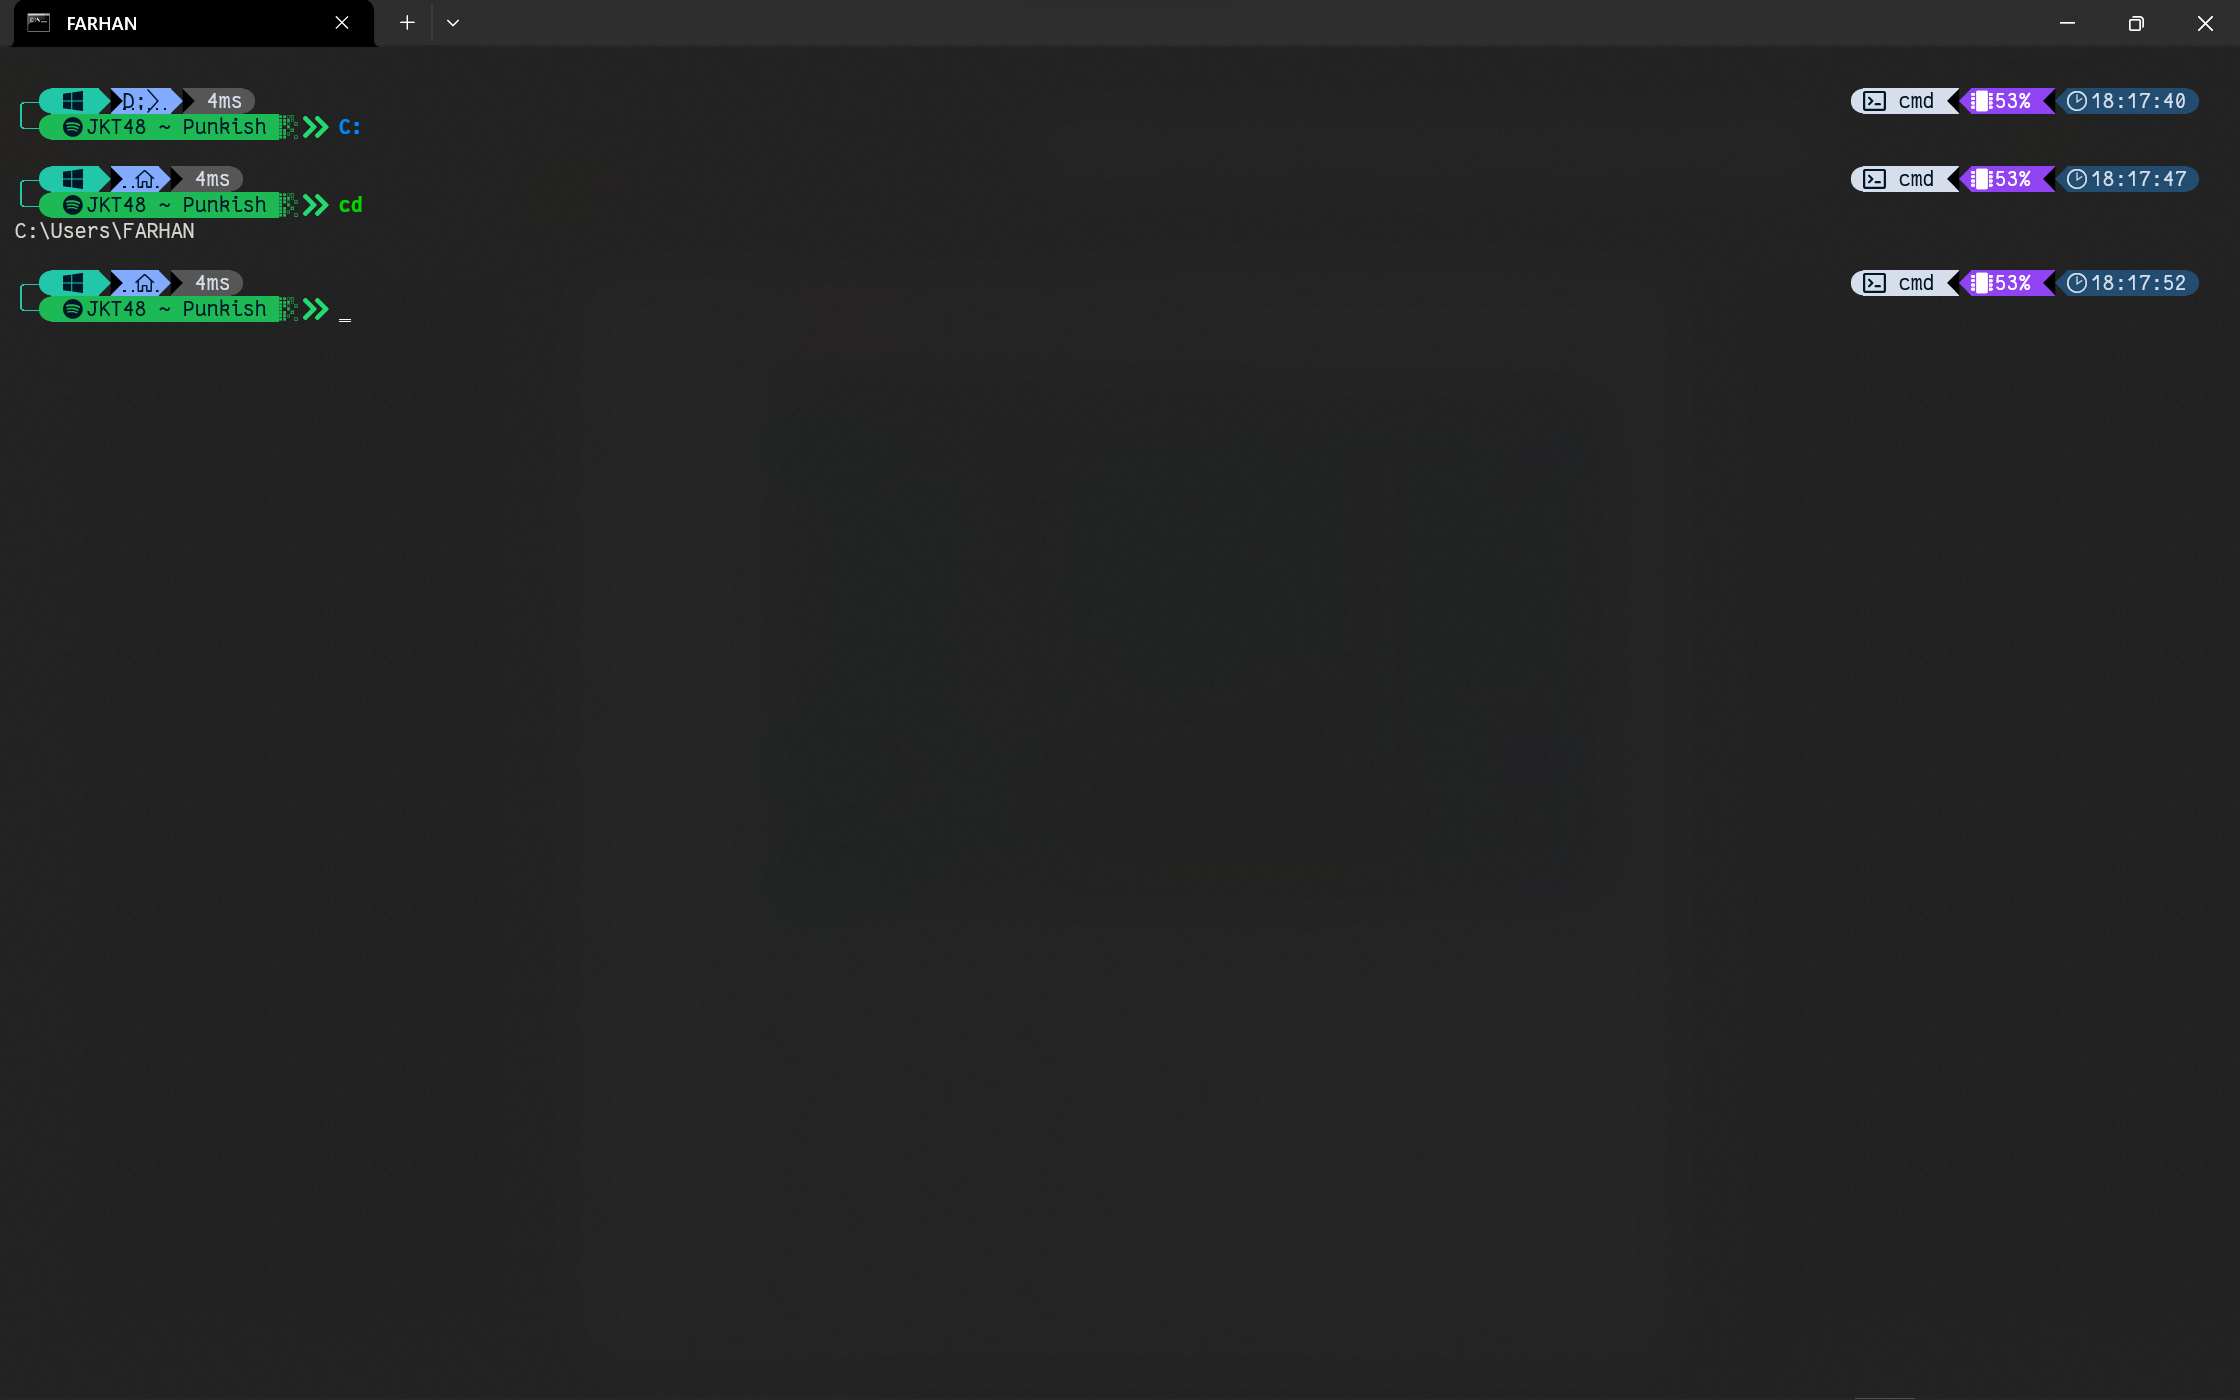 FARHAN
D: 4ms cmd 53% 18:17:40
JKT48 ~ Punkish C:
.. . 4ms cmd 53% 18:17:47
JKT48 ~ Punkish cd
C:\Users\FARHAN
.. . 4ms cmd 53% 18:17:52
JKT48 ~ Punkish